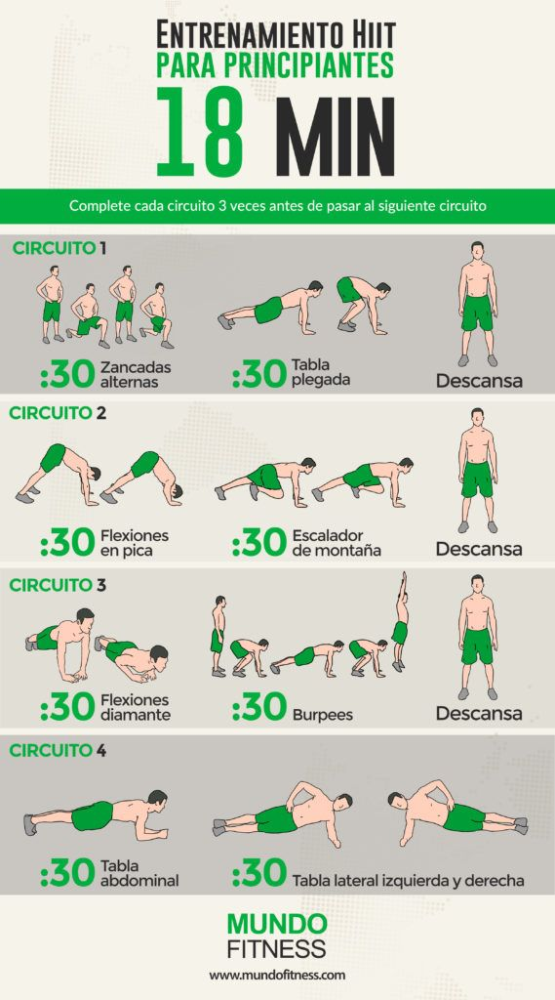 ENTRENAMIENTO HIIT
PARA PRINCIPIANTES
18 MIN
Complete cada circuito 3 veces antes de pasar al siguiente circuito
CIRCUITO 1
:30 Zancadas
alternas
:30 Tabla
plegada
Descansa
CIRCUITO 2
:30 Flexiones
en pica
:30 Escalador
de montaña
Descansa
CIRCUITO 3
:30 Flexiones
diamante
:30 Burpees
Descansa
CIRCUITO 4
:30 Tabla
abdominal
:30 Tabla lateral izquierda y derecha
MUNDO
FITNESS
www.mundofitness.com